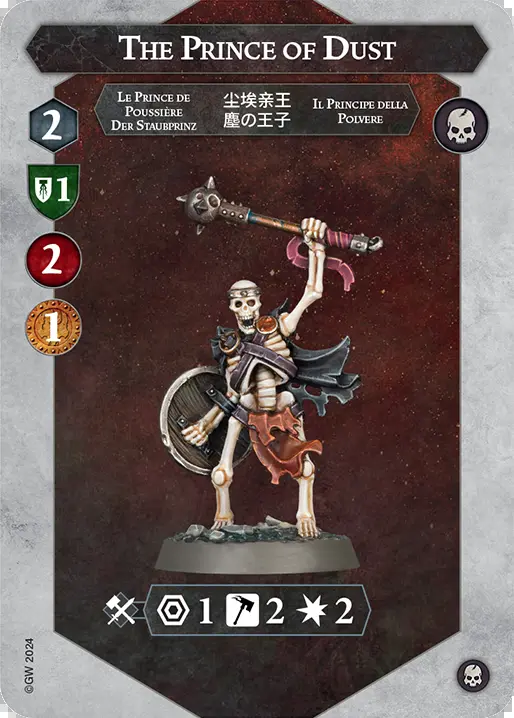 THE PRINCE OF DUST
LE PRINCE DE
POUSSIÈRE
DER STAUBPRINZ
尘埃亲王
塵の王子
IL PRINCIPE DELLA
POLVERE
2
1
2
1
1 2 2
©GW 2024